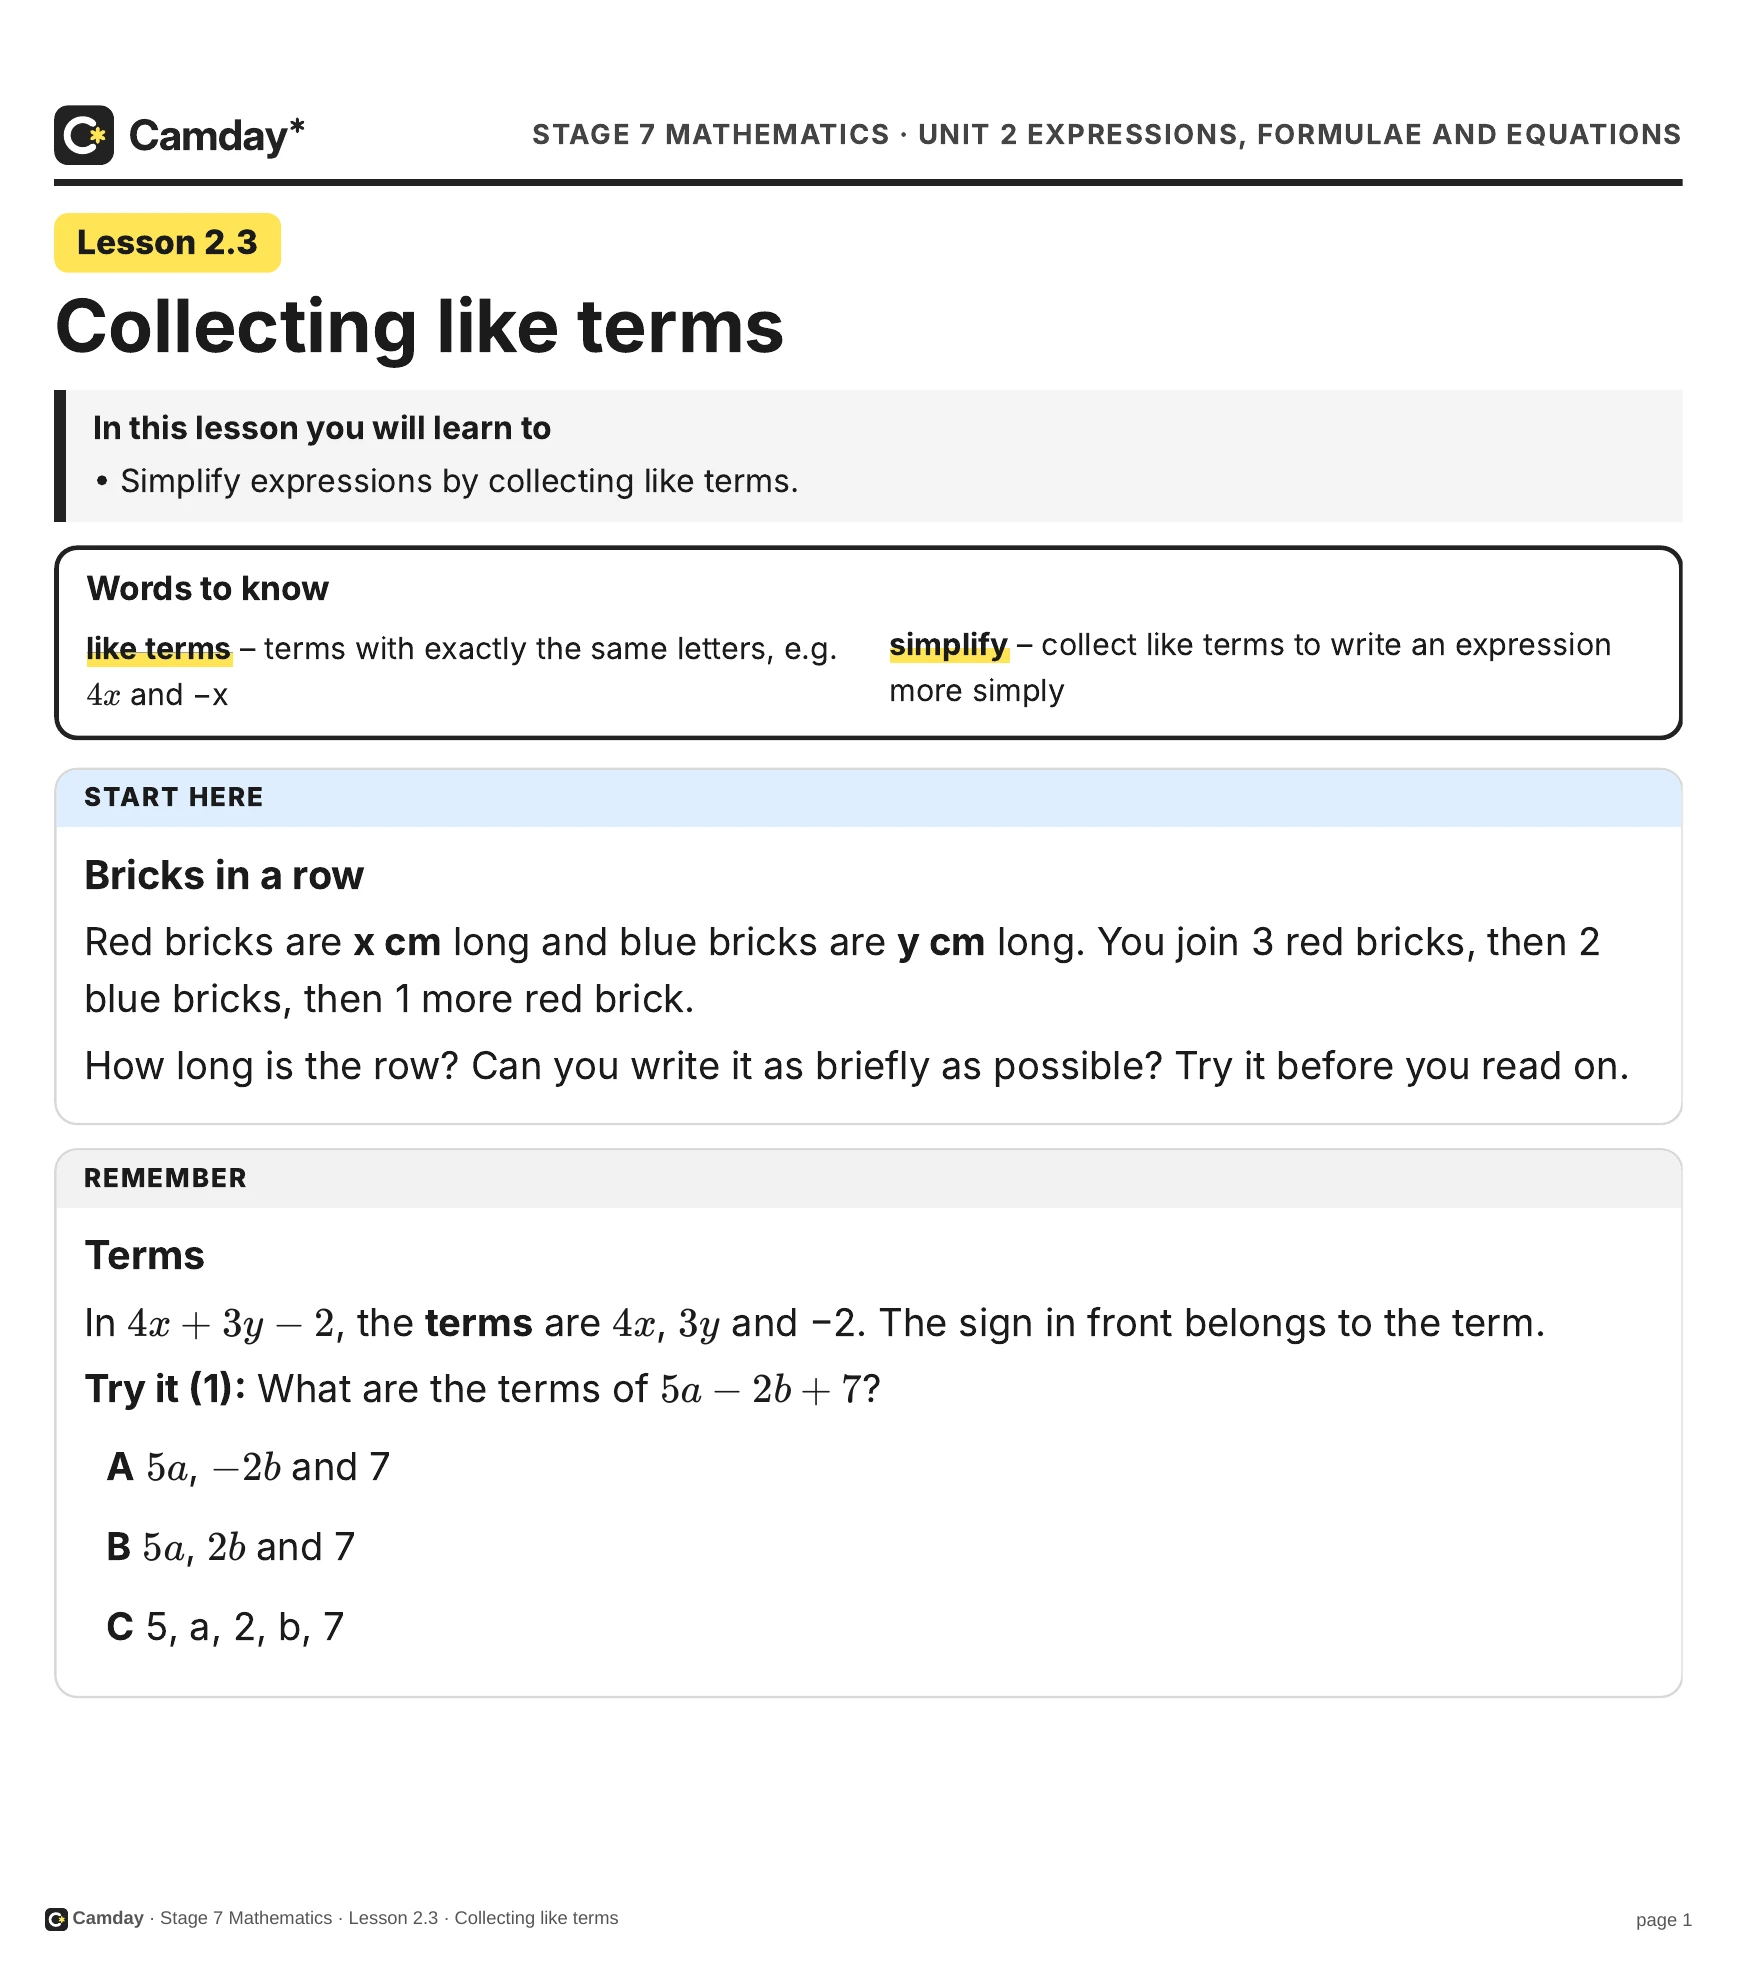 Camday*
STAGE 7 MATHEMATICS · UNIT 2 EXPRESSIONS, FORMULAE AND EQUATIONS
Lesson 2.3
Collecting like terms
In this lesson you will learn to
• Simplify expressions by collecting like terms.
Words to know
like terms – terms with exactly the same letters, e.g.
4x and −x
simplify – collect like terms to write an expression
more simply
START HERE
Bricks in a row
Red bricks are x cm long and blue bricks are y cm long. You join 3 red bricks, then 2
blue bricks, then 1 more red brick.
How long is the row? Can you write it as briefly as possible? Try it before you read on.
REMEMBER
Terms
In 4x + 3y − 2, the terms are 4x, 3y and −2. The sign in front belongs to the term.
Try it (1): What are the terms of 5a − 2b + 7?
A 5a, −2b and 7
B 5a, 2b and 7
C 5, a, 2, b, 7
Camday · Stage 7 Mathematics · Lesson 2.3 · Collecting like terms
page 1